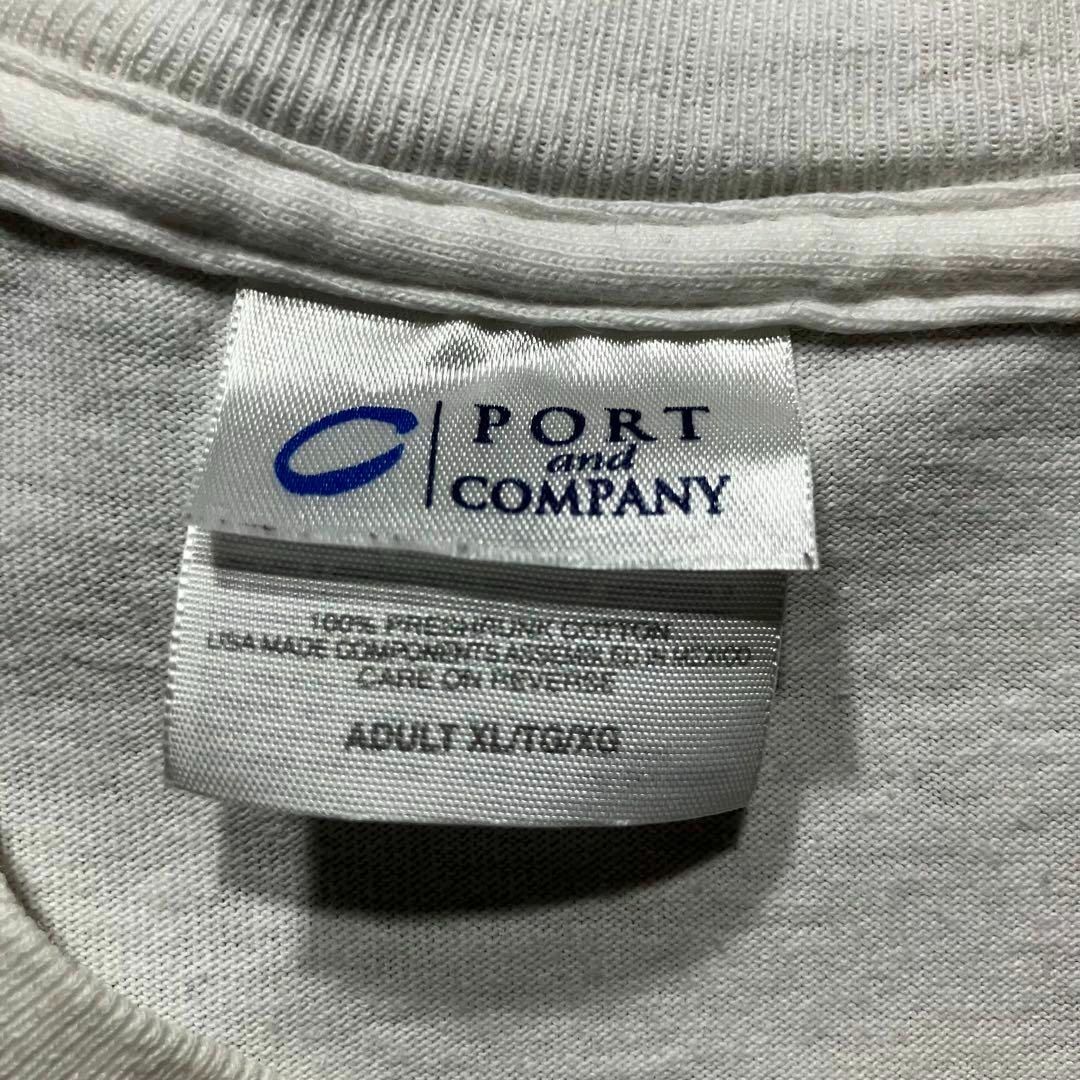 PORT
and
COMPANY
100% PRESHRUNK COTTON
USA MADE COMPONENTS ASSEMBLED IN MEXICO
CARE ON REVERSE
ADULT XL/TG/XG